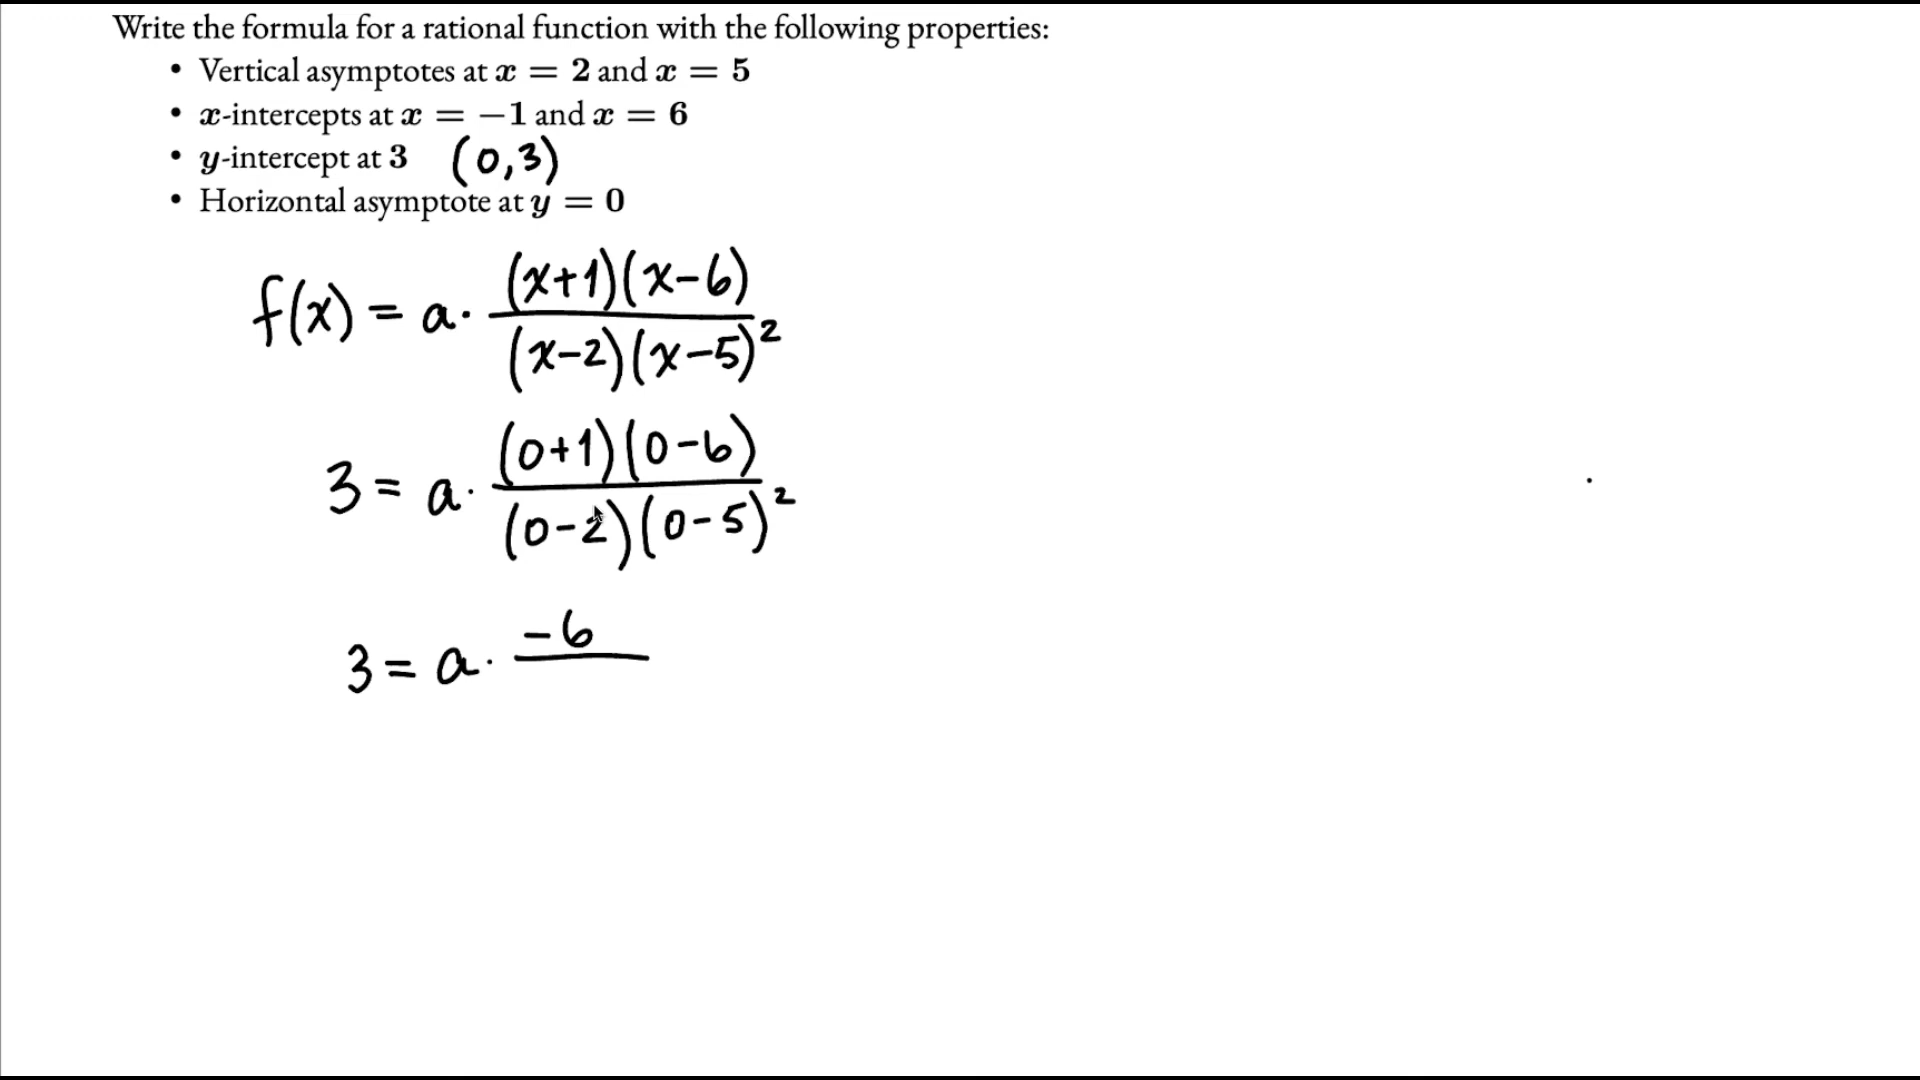 Write the formula for a rational function with the following properties:
• Vertical asymptotes at x = 2 and x = 5
• x-intercepts at x = −1 and x = 6
• y-intercept at 3 (0,3)
• Horizontal asymptote at y = 0
f(x) = a · (x+1)(x−6) / (x−2)(x−5)²
3 = a · (0+1)(0−6) / (0−2)(0−5)²
3 = a · −6 /